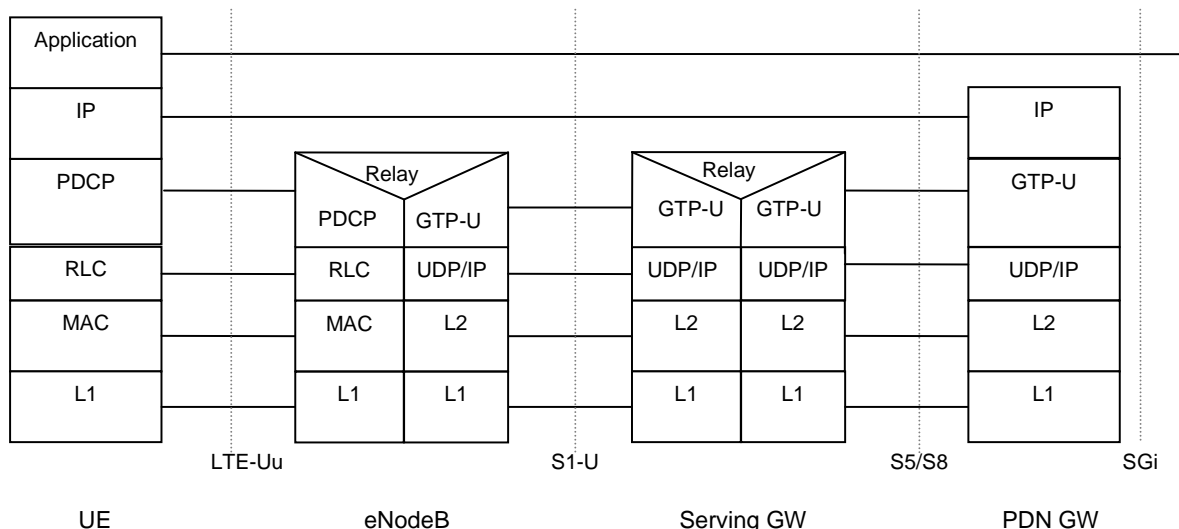 Application
IP
IP
PDCP
Relay
Relay
GTP-U
PDCP
GTP-U
GTP-U
GTP-U
RLC
RLC
UDP/IP
UDP/IP
UDP/IP
UDP/IP
MAC
MAC
L2
L2
L2
L2
L1
L1
L1
L1
L1
L1
LTE-Uu
S1-U
S5/S8
SGi
UE
eNodeB
Serving GW
PDN GW